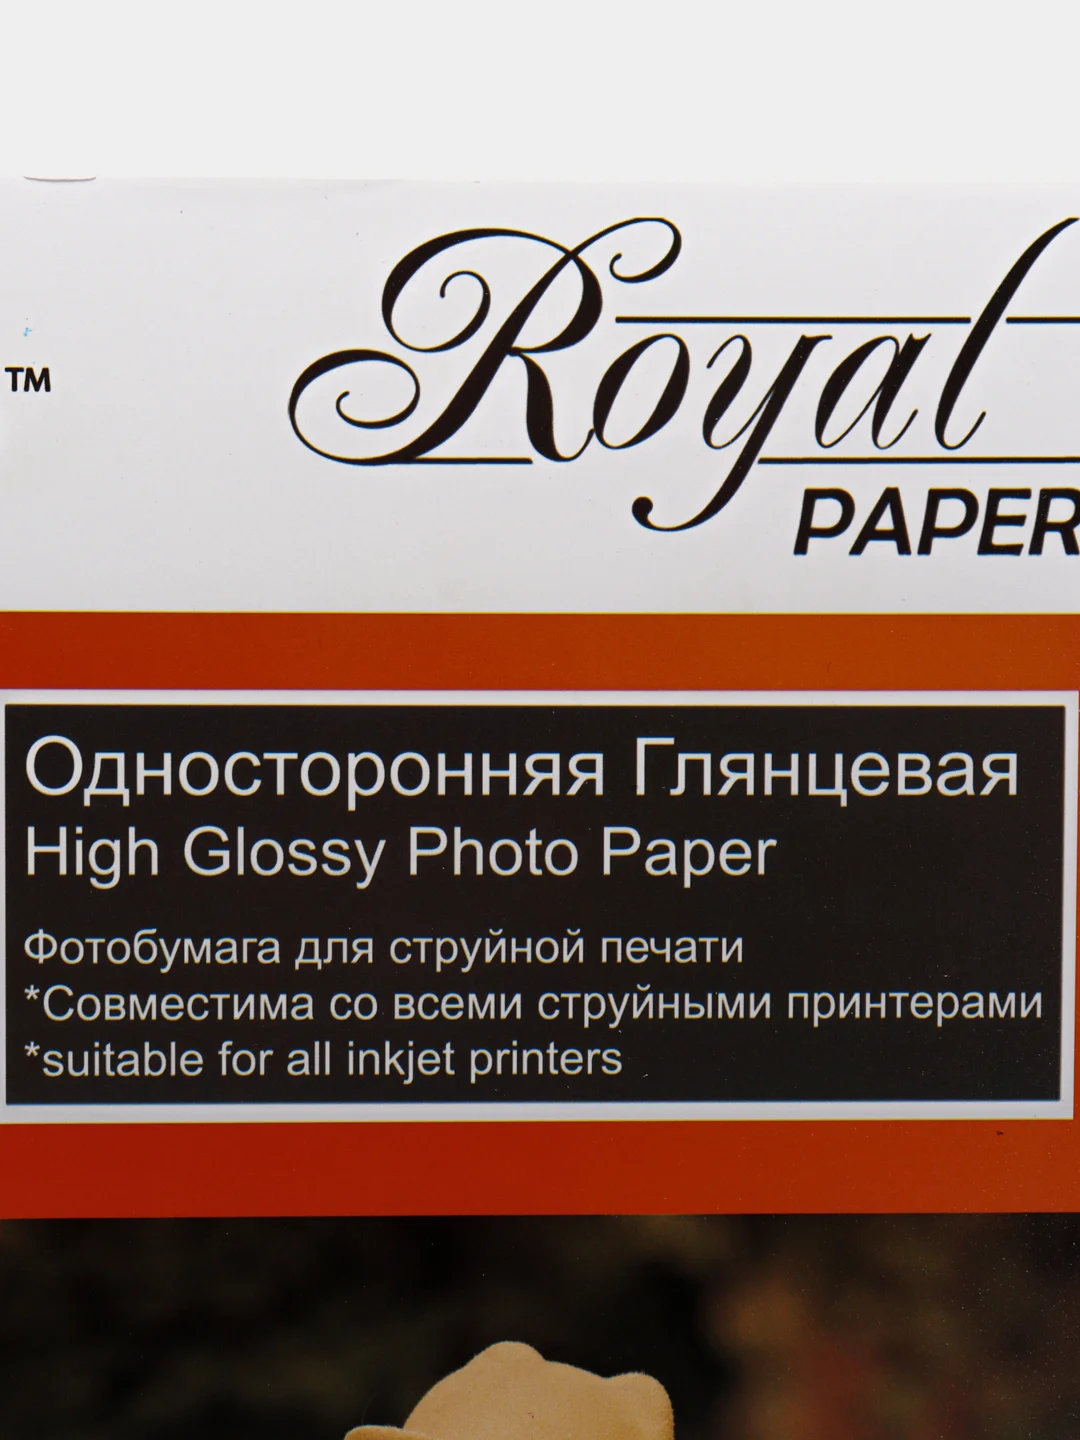 Royal
TM
PAPER
Односторонняя Глянцевая
High Glossy Photo Paper
Фотобумага для струйной печати
*Совместима со всеми струйными принтерами
*suitable for all inkjet printers